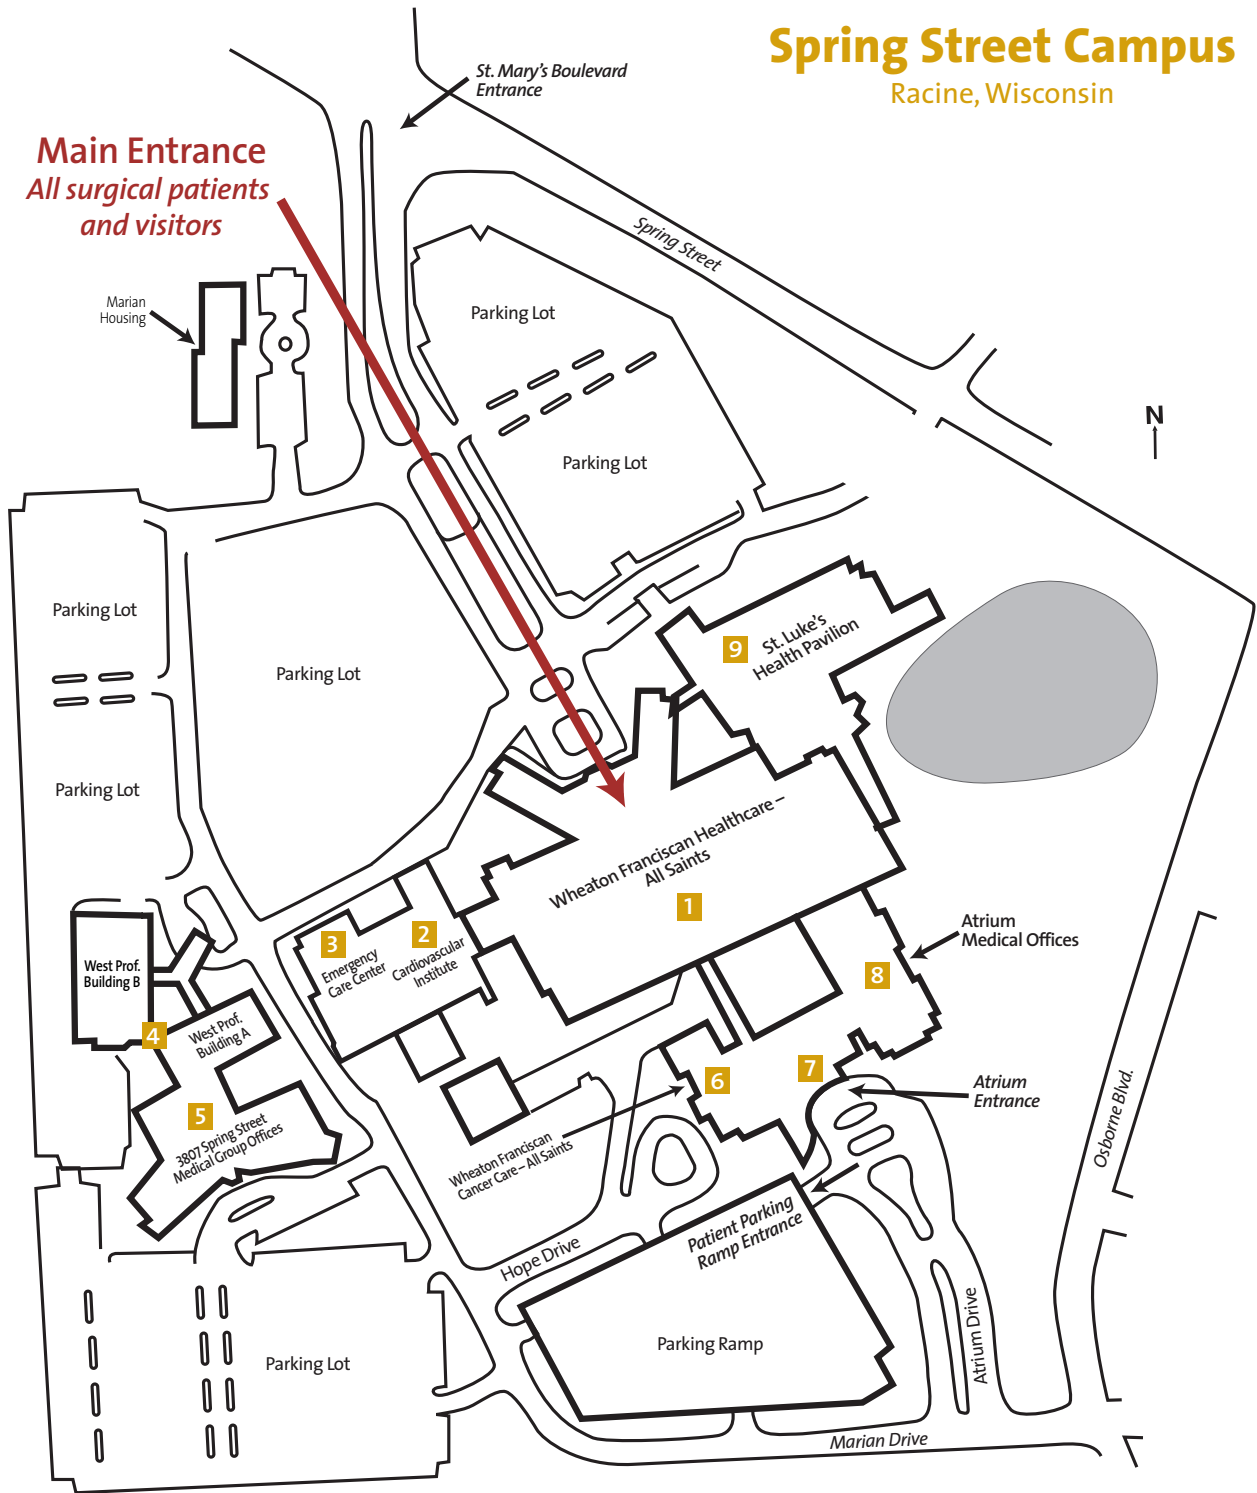 Spring Street Campus
Racine, Wisconsin
St. Mary's Boulevard
Entrance
Main Entrance
All surgical patients
and visitors
Spring Street
Marian
Housing
Parking Lot
N
Parking Lot
Parking Lot
Parking Lot
9
St. Luke's
Health Pavilion
Parking Lot
Wheaton Franciscan Healthcare –
All Saints
1
3
Emergency
Care Center
2
Cardiovascular
Institute
Atrium
Medical Offices
8
West Prof.
Building B
4
West Prof.
Building A
5
3807 Spring Street
Medical Group Offices
6
7
Atrium
Entrance
Wheaton Franciscan
Cancer Care – All Saints
Osborne Blvd.
Patient Parking
Ramp Entrance
Hope Drive
Parking Ramp
Parking Lot
Atrium Drive
Marian Drive